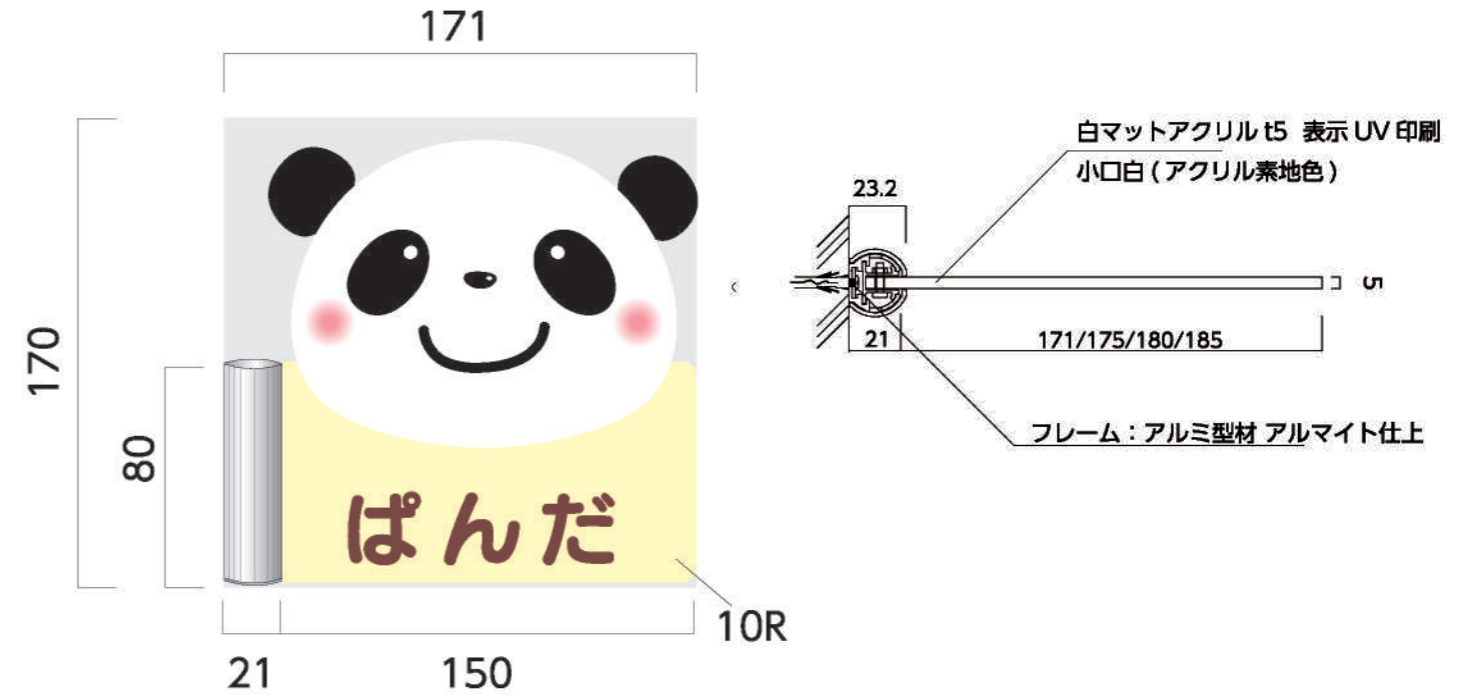 171
170
80
ぱんだ
10R
21
150
白マットアクリル t5 表示 UV 印刷
小口白 ( アクリル素地色 )
23.2
5
21
171/175/180/185
フレーム : アルミ型材 アルマイト仕上